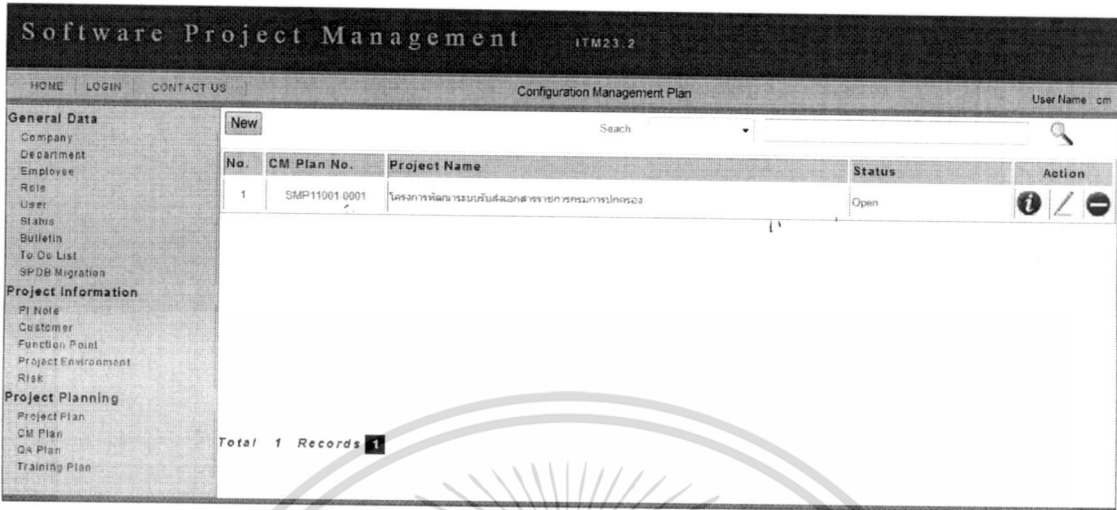 Software Project Management ITM23.2
HOME LOGIN CONTACT US Configuration Management Plan User Name : cm
General Data
Company
Department
Employee
Role
User
Status
Bulletin
To Do List
SPDB Migration
Project Information
PI Note
Customer
Function Point
Project Environment
Risk
Project Planning
Project Plan
CM Plan
QA Plan
Training Plan
New Seach
No. CM Plan No. Project Name Status Action
1 SMP11001-0001 โครงการพัฒนาระบบรับส่งเอกสารราชการกรมการปกครอง Open
Total 1 Records 1